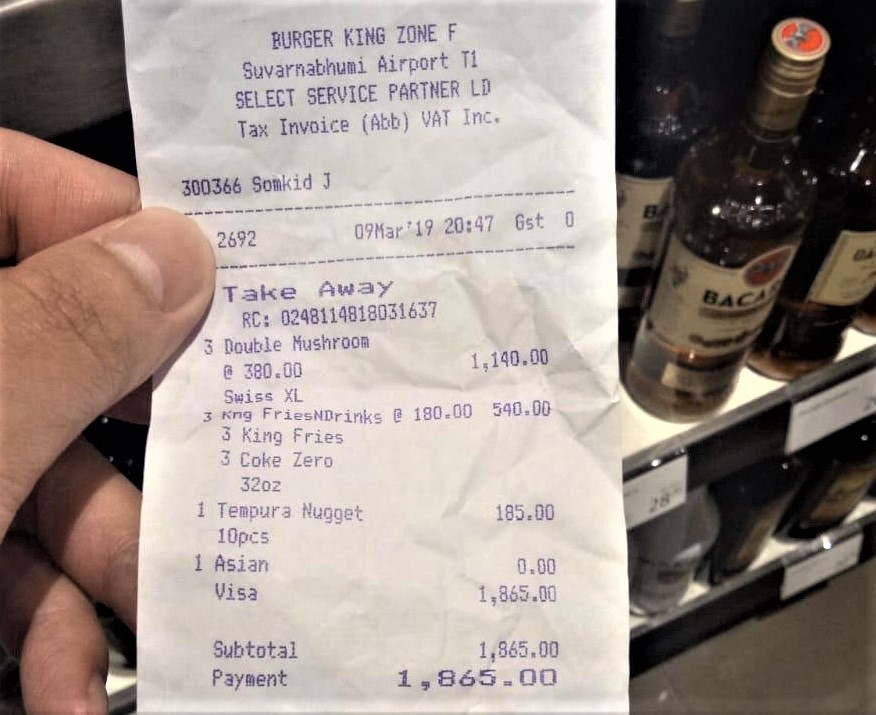 BURGER KING ZONE F
Suvarnabhumi Airport T1
SELECT SERVICE PARTNER LD
Tax Invoice (Abb) VAT Inc.
300366 Somkid J
2692 09Mar'19 20:47 Gst 0
Take Away
RC: 0248114818031637
3 Double Mushroom
@ 380.00 1,140.00
Swiss XL
3 Kng FriesNDrinks @ 180.00 540.00
3 King Fries
3 Coke Zero
32oz
1 Tempura Nugget 185.00
10pcs
1 Asian 0.00
Visa 1,865.00
Subtotal 1,865.00
Payment 1,865.00
BACA